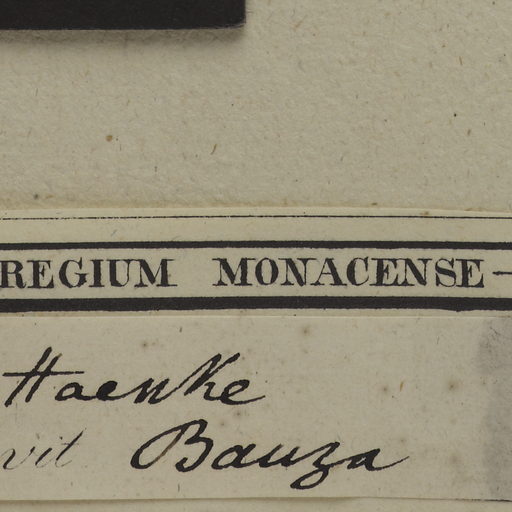 REGIUM MONACENSE—
Haenke
vit Bauza